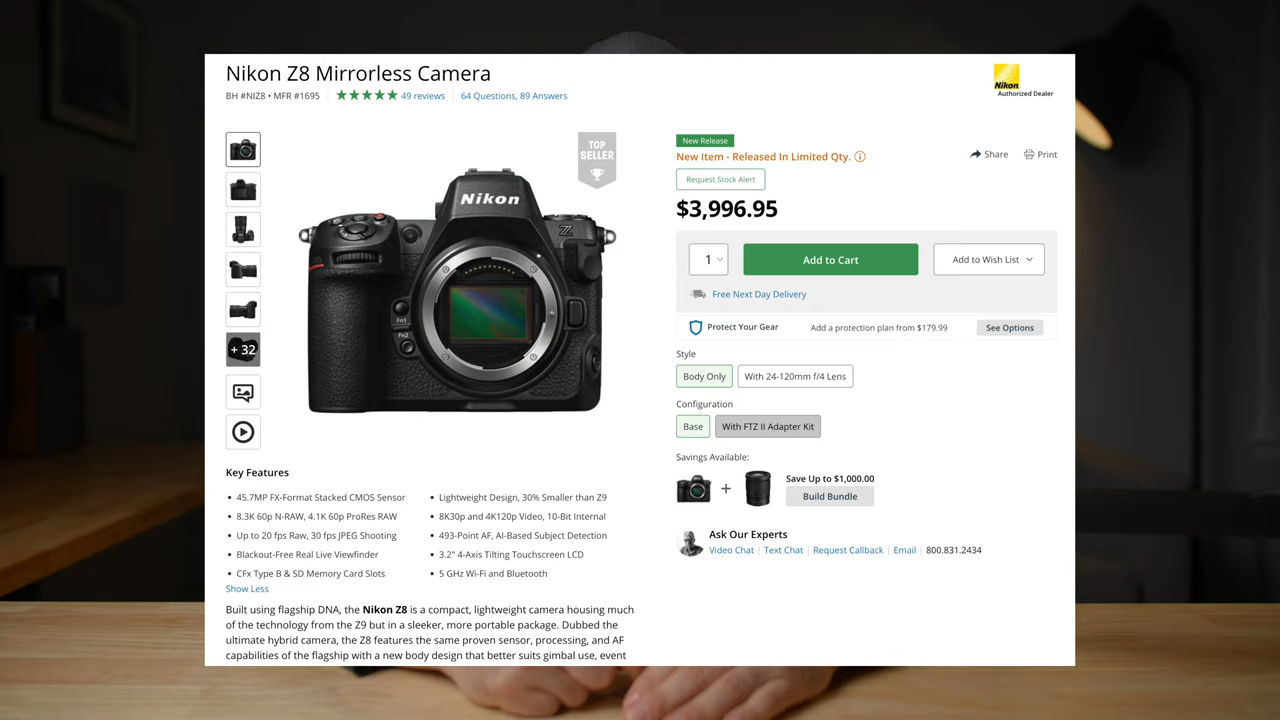 Nikon Z8 Mirrorless Camera
BH #NIZ8 • MFR #1695
49 reviews
64 Questions, 89 Answers
Nikon
Authorized Dealer
TOP
SELLER
Nikon
Z
Fn1
Fn2
+ 32
New Release
New Item - Released In Limited Qty.
Share
Print
Request Stock Alert
$3,996.95
1
Add to Cart
Add to Wish List
Free Next Day Delivery
Protect Your Gear
Add a protection plan from $179.99
See Options
Style
Body Only
With 24-120mm f/4 Lens
Configuration
Base
With FTZ II Adapter Kit
Savings Available:
+
Save Up to $1,000.00
Build Bundle
Ask Our Experts
Video Chat | Text Chat | Request Callback | Email | 800.831.2434
Key Features
• 45.7MP FX-Format Stacked CMOS Sensor
• 8.3K 60p N-RAW, 4.1K 60p ProRes RAW
• Up to 20 fps Raw, 30 fps JPEG Shooting
• Blackout-Free Real Live Viewfinder
• CFx Type B & SD Memory Card Slots
• Lightweight Design, 30% Smaller than Z9
• 8K30p and 4K120p Video, 10-Bit Internal
• 493-Point AF, AI-Based Subject Detection
• 3.2" 4-Axis Tilting Touchscreen LCD
• 5 GHz Wi-Fi and Bluetooth
Show Less
Built using flagship DNA, the Nikon Z8 is a compact, lightweight camera housing much
of the technology from the Z9 but in a sleeker, more portable package. Dubbed the
ultimate hybrid camera, the Z8 features the same proven sensor, processing, and AF
capabilities of the flagship with a new body design that better suits gimbal use, event